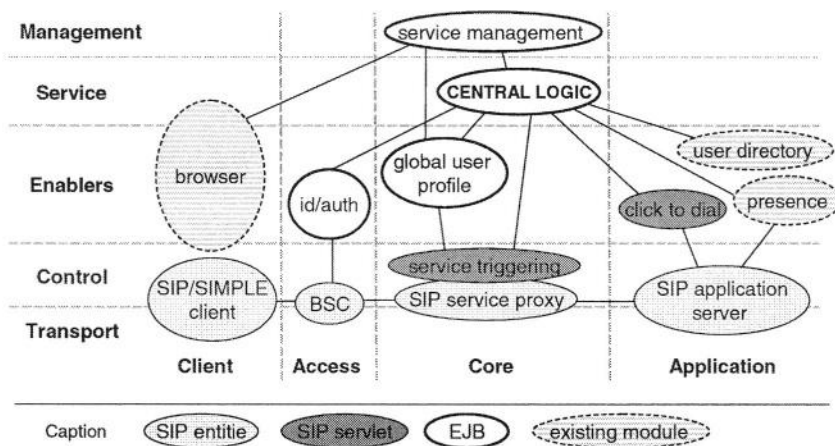 Management
service management
Service
CENTRAL LOGIC
Enablers
browser
id/auth
global user
profile
user directory
click to dial
presence
Control
SIP/SIMPLE
client
BSC
service triggering
SIP service proxy
SIP application
server
Transport
Client
Access
Core
Application
Caption
SIP entitie
SIP servlet
EJB
existing module